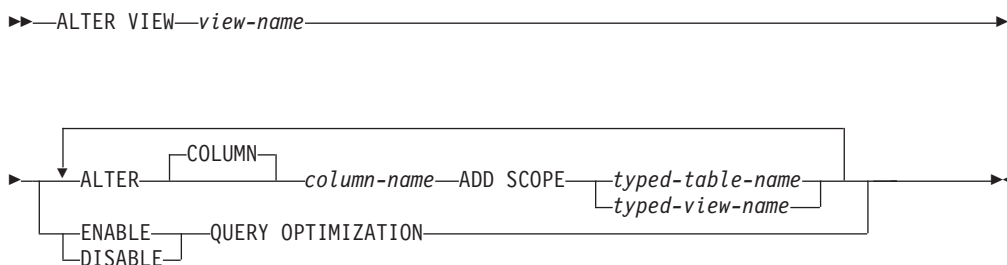 ALTER VIEW view-name
COLUMN
ALTER column-name ADD SCOPE typed-table-name
typed-view-name
ENABLE QUERY OPTIMIZATION
DISABLE